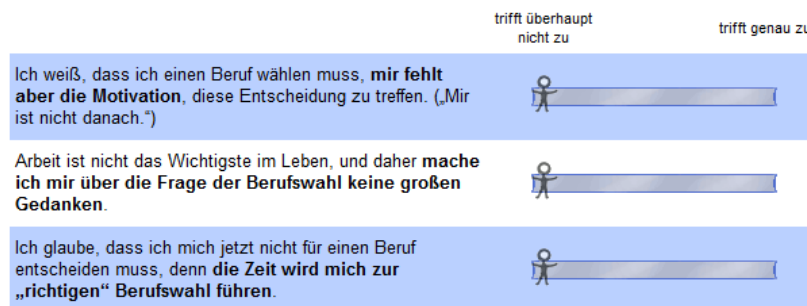 trifft überhaupt
nicht zu
trifft genau zu
Ich weiß, dass ich einen Beruf wählen muss, mir fehlt
aber die Motivation, diese Entscheidung zu treffen. („Mir
ist nicht danach.“)
Arbeit ist nicht das Wichtigste im Leben, und daher mache
ich mir über die Frage der Berufswahl keine großen
Gedanken.
Ich glaube, dass ich mich jetzt nicht für einen Beruf
entscheiden muss, denn die Zeit wird mich zur
„richtigen“ Berufswahl führen.